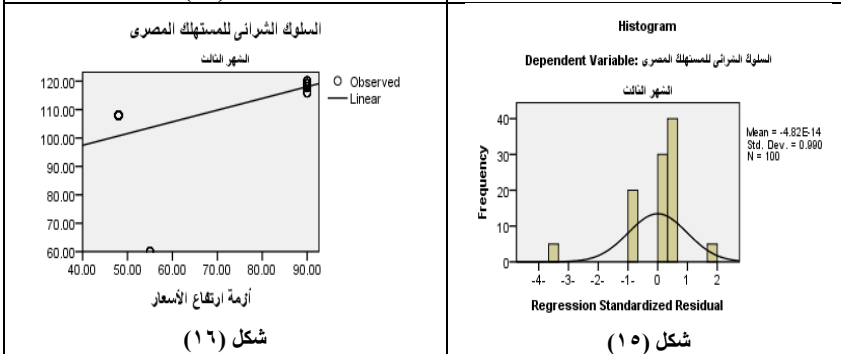 السلوك الشرائى للمستهلك المصرى
الشهر الثالث
120.00
110.00
100.00
90.00
80.00
70.00
60.00
40.00 50.00 60.00 70.00 80.00 90.00
O Observed
Linear
أزمة ارتفاع الأسعار
شكل (١٦)
Histogram
Dependent Variable: السلوك الشرائى للمستهلك المصرى
الشهر الثالث
Frequency
40
30
20
10
0
-4- -3- -2- -1- 0 1 2
Mean = -4.82E-14
Std. Dev. = 0.990
N = 100
Regression Standardized Residual
شكل (١٥)